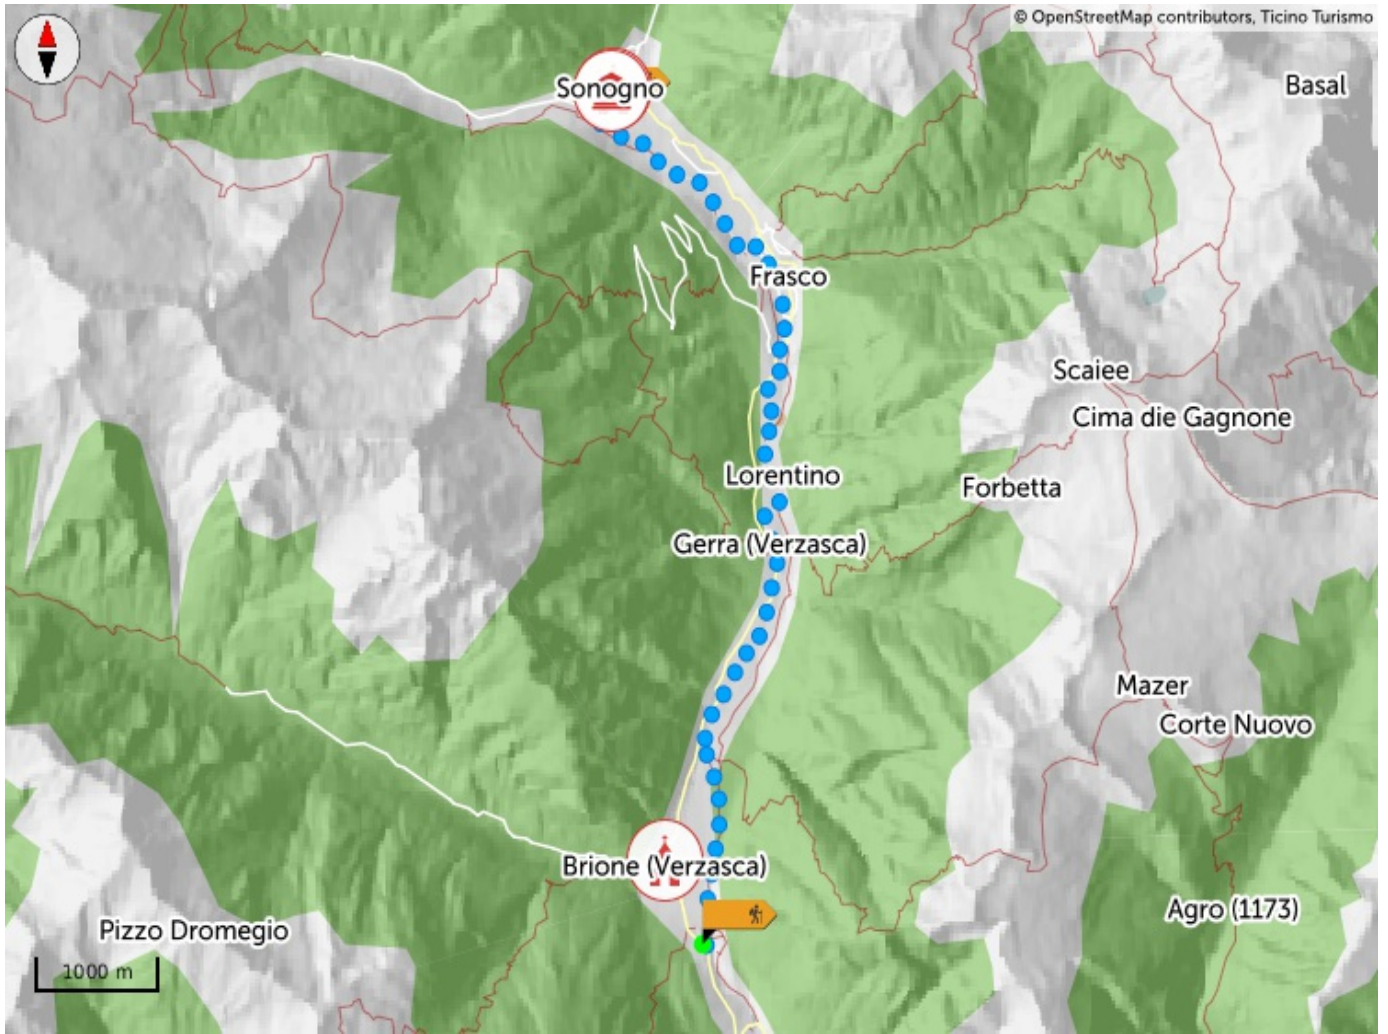 © OpenStreetMap contributors, Ticino Turismo
Basal
Sonogno
Frasco
Scaiee
Cima die Gagnone
Lorentino
Forbetta
Gerra (Verzasca)
Mazer
Corte Nuovo
Brione (Verzasca)
Agro (1173)
Pizzo Dromegio
1000 m